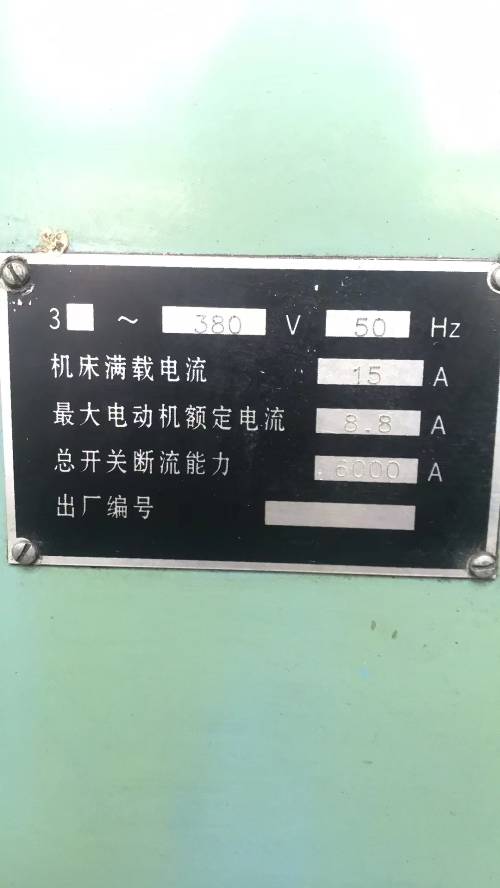 3 ~ 380 V 50 Hz
机床满载电流 15 A
最大电动机额定电流 8.8 A
总开关断流能力 6000 A
出厂编号